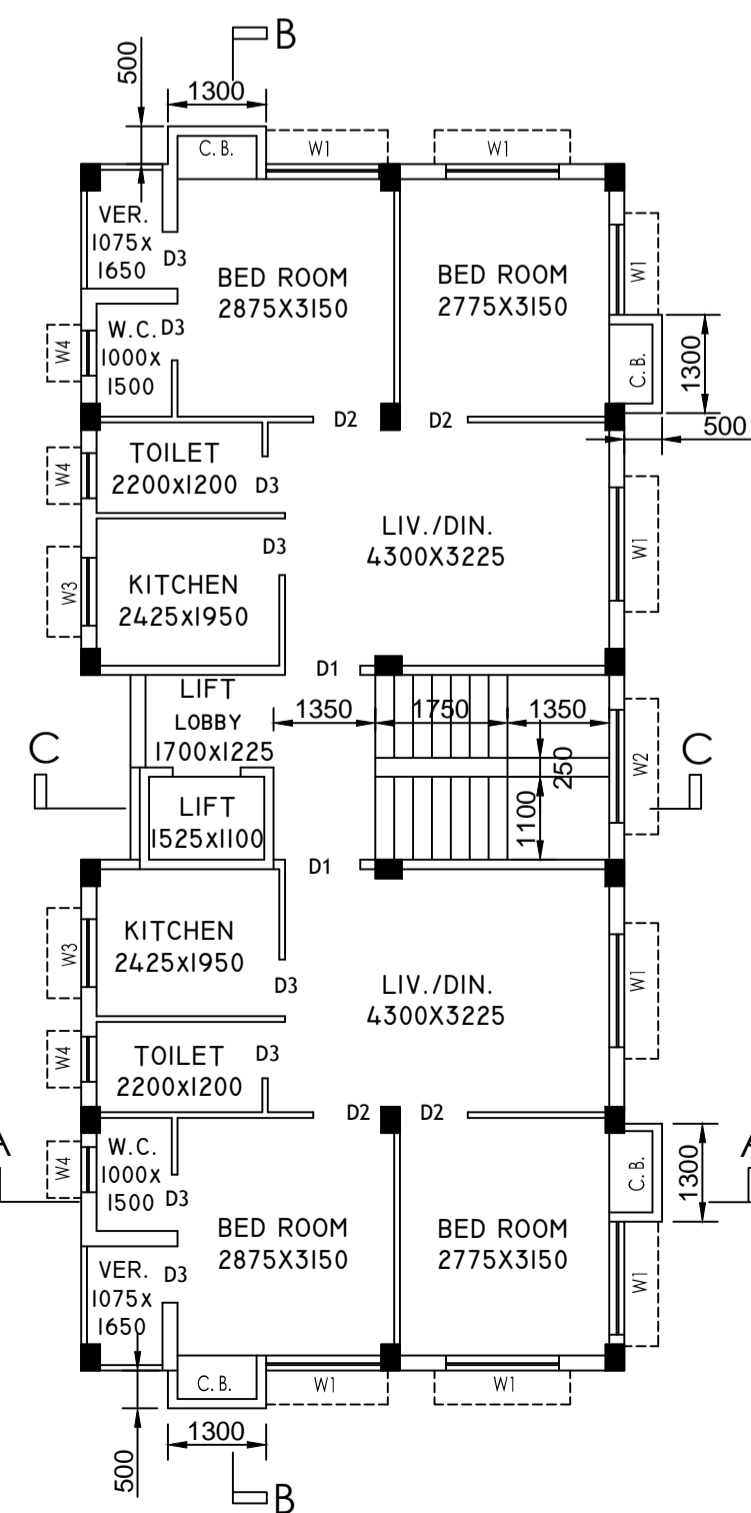 B
500
1300
C.B.
W1
W1
VER.
1075x
1650
D3
BED ROOM
2875X3150
BED ROOM
2775X3150
W1
W.C.
1000x
1500
D3
W4
C.B.
1300
500
D2
D2
TOILET
2200x1200
W4
D3
LIV./DIN.
4300X3225
W1
D3
KITCHEN
2425x1950
W3
D1
LIFT
LOBBY
1700x1225
1350
1750
1350
250
1100
W2
C
C
LIFT
1525x1100
D1
KITCHEN
2425x1950
W3
D3
LIV./DIN.
4300X3225
W1
TOILET
2200x1200
W4
D3
D2
D2
A
A
W.C.
1000x
1500
W4
D3
C.B.
1300
BED ROOM
2875X3150
BED ROOM
2775X3150
VER.
1075x
1650
D3
W1
C.B.
W1
W1
1300
500
B